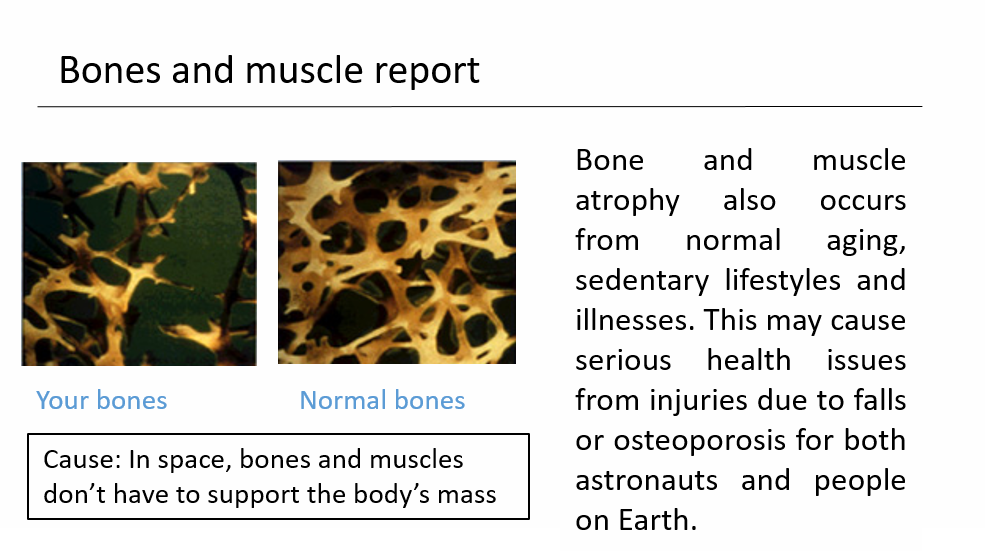 Bones and muscle report
Your bones
Normal bones
Cause: In space, bones and muscles
don’t have to support the body’s mass
Bone and muscle
atrophy also occurs
from normal aging,
sedentary lifestyles and
illnesses. This may cause
serious health issues
from injuries due to falls
or osteoporosis for both
astronauts and people
on Earth.